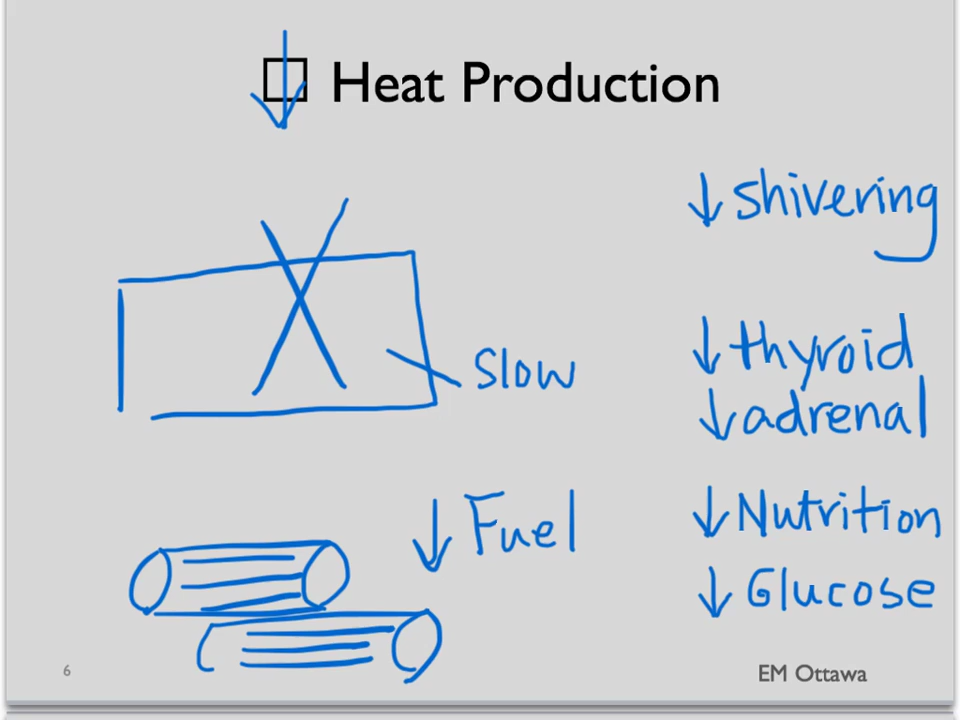 ↓ Heat Production
↓ shivering
↓ thyroid
slow
↓ adrenal
↓ Fuel
↓ Nutrition
↓ Glucose
6
EM Ottawa